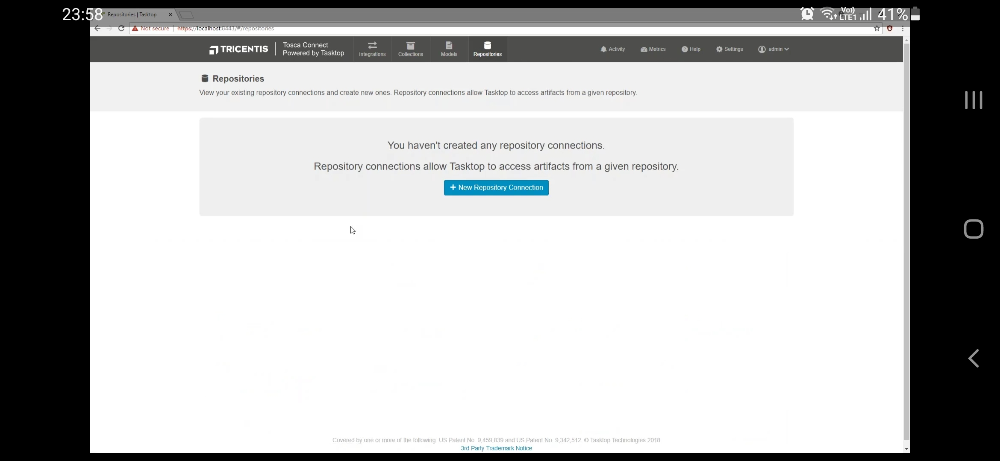 23:58
Repositories | Tasktop
Vo))
LTE1
41%
Not secure
https://localhost:8443/#/repositories
TRICENTIS
Tosca Connect
Powered by Tasktop
Integrations
Collections
Models
Repositories
Activity
Metrics
Help
Settings
admin
Repositories
View your existing repository connections and create new ones. Repository connections allow Tasktop to access artifacts from a given repository.
You haven't created any repository connections.
Repository connections allow Tasktop to access artifacts from a given repository.
+ New Repository Connection
Covered by one or more of the following: US Patent No. 9,459,839 and US Patent No. 9,342,512. © Tasktop Technologies 2018
3rd Party Trademark Notice